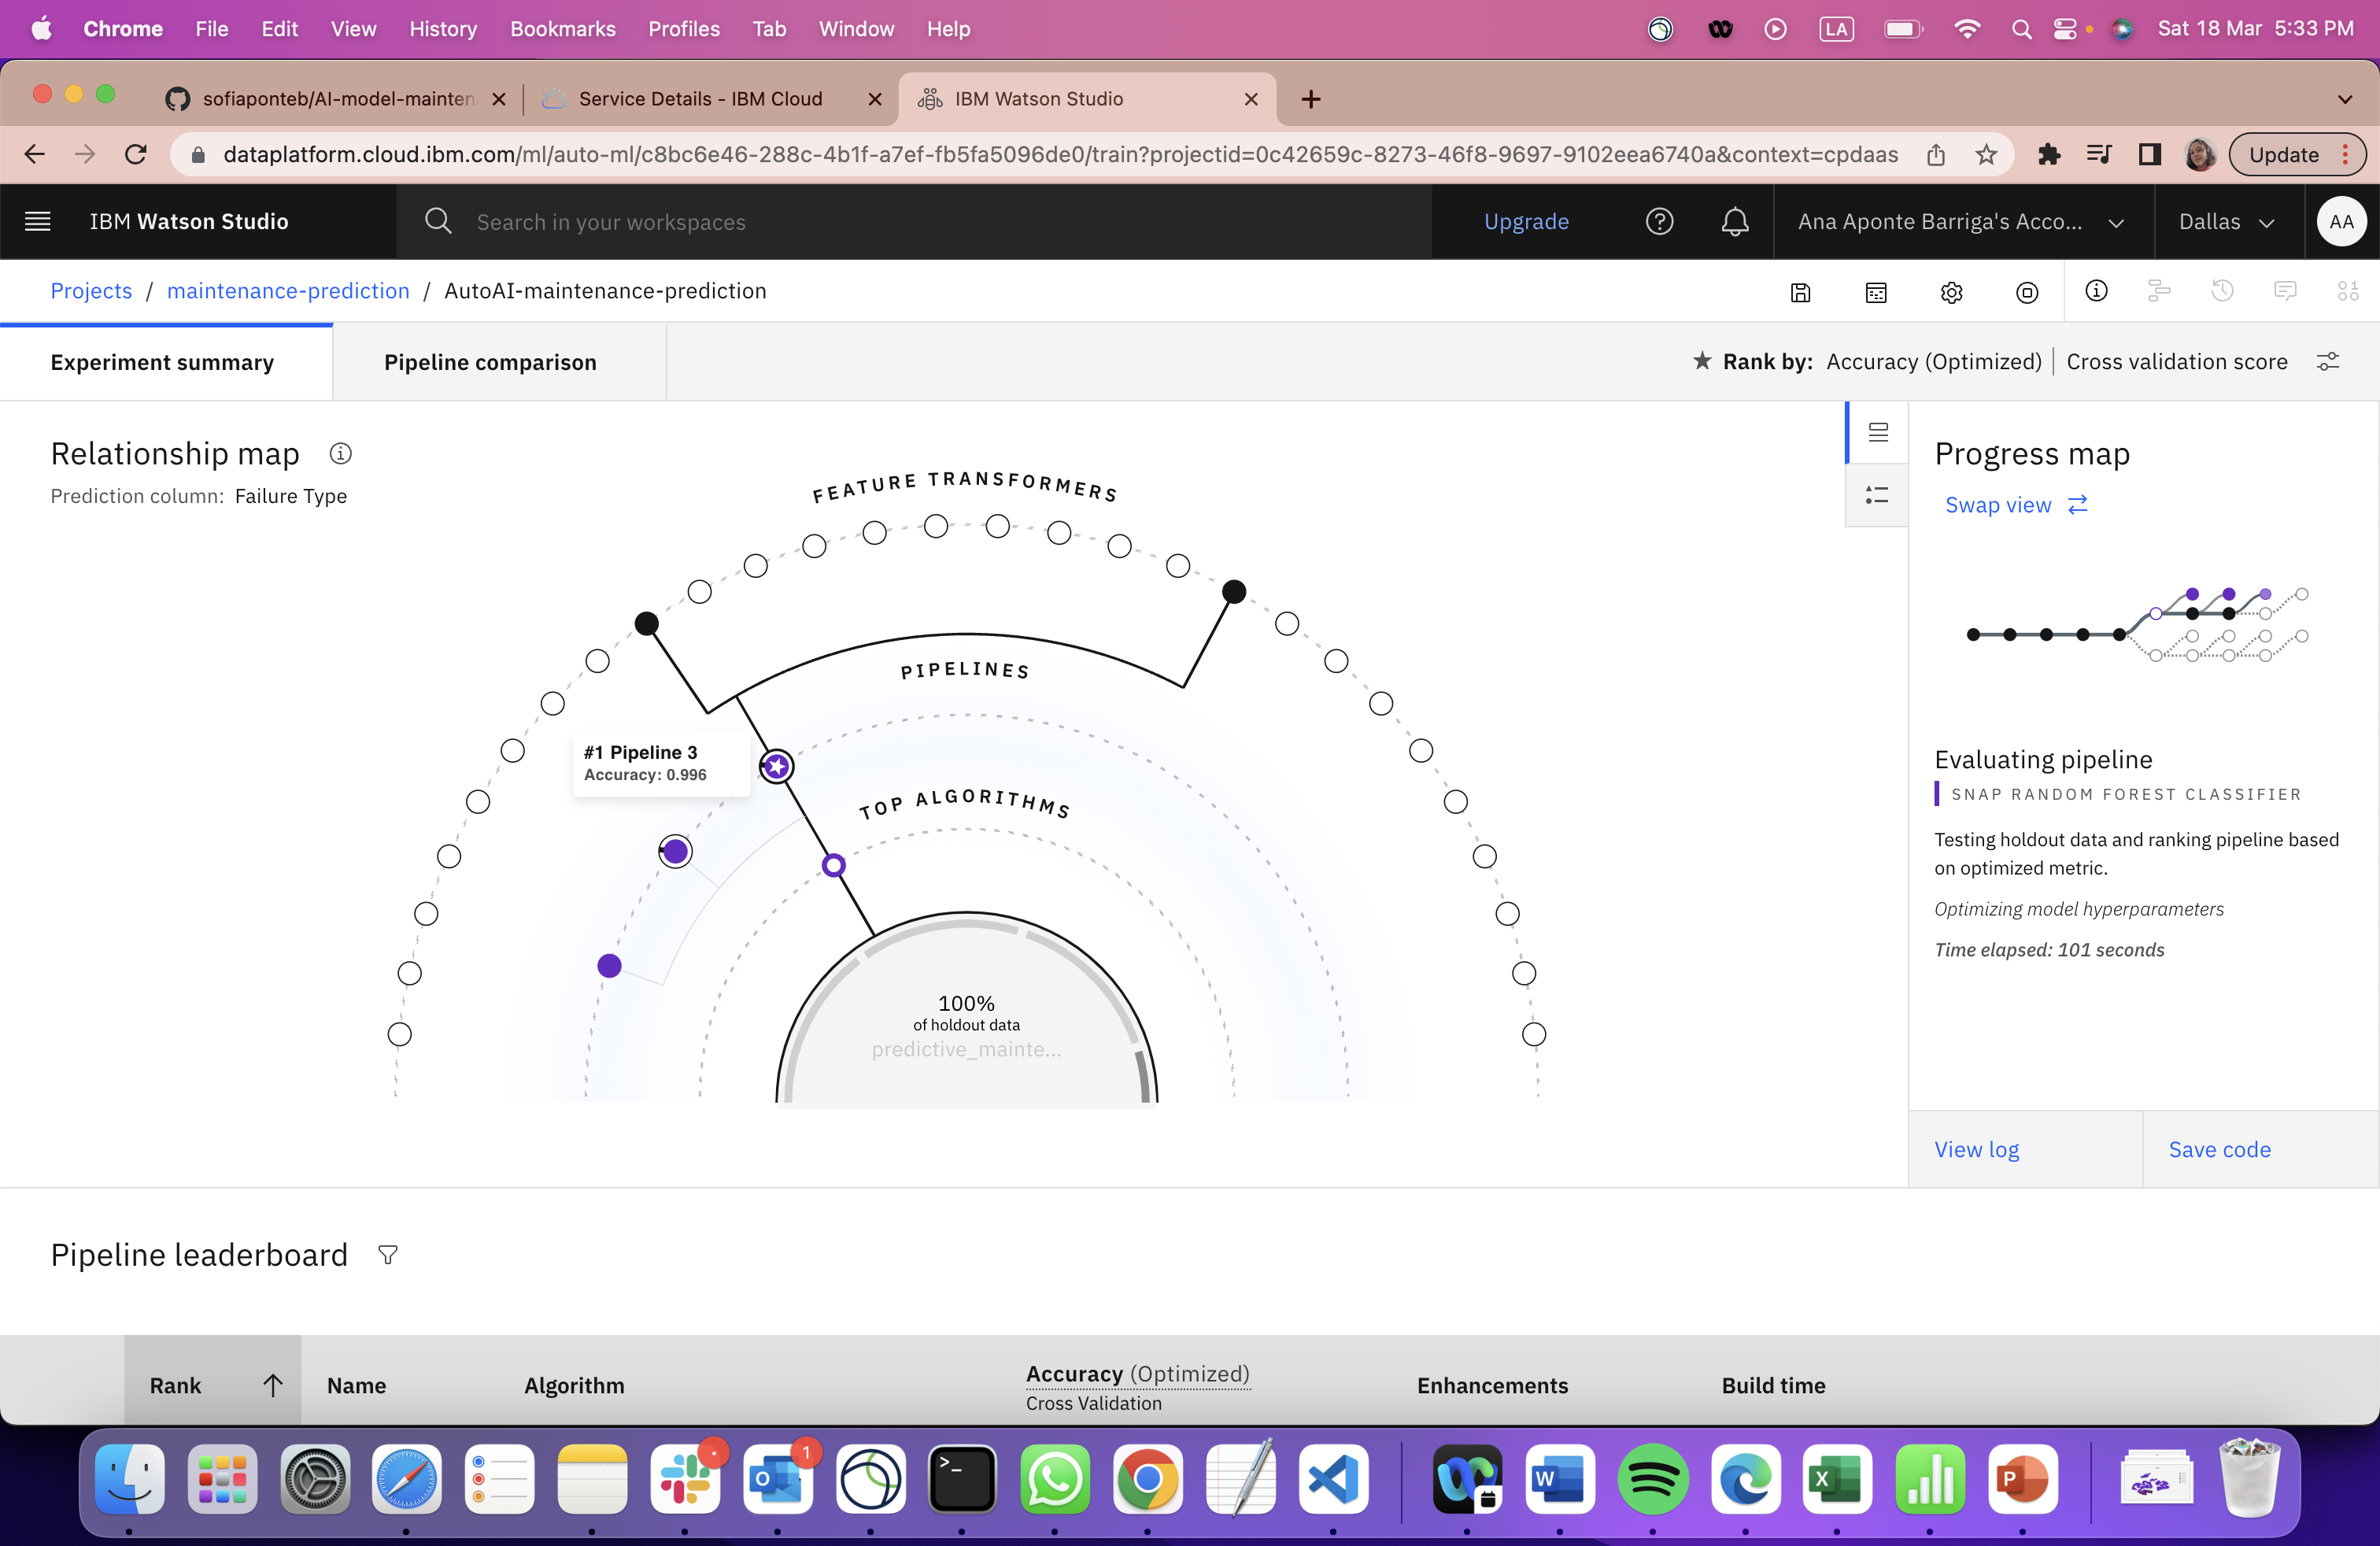 Chrome File Edit View History Bookmarks Profiles Tab Window Help LA Sat 18 Mar 5:33 PM
sofiaponteb/AI-model-mainten Service Details - IBM Cloud IBM Watson Studio
dataplatform.cloud.ibm.com/ml/auto-ml/c8bc6e46-288c-4b1f-a7ef-fb5fa5096de0/train?projectid=0c42659c-8273-46f8-9697-9102eea6740a&context=cpdaas Update
IBM Watson Studio Search in your workspaces Upgrade Ana Aponte Barriga's Acco... Dallas AA
Projects / maintenance-prediction / AutoAI-maintenance-prediction
Experiment summary Pipeline comparison Rank by: Accuracy (Optimized) Cross validation score
Relationship map
Prediction column: Failure Type
FEATURE TRANSFORMERS
PIPELINES
#1 Pipeline 3
Accuracy: 0.996
TOP ALGORITHMS
100%
of holdout data
predictive_mainte...
Progress map
Swap view
Evaluating pipeline
SNAP RANDOM FOREST CLASSIFIER
Testing holdout data and ranking pipeline based
on optimized metric.
Optimizing model hyperparameters
Time elapsed: 101 seconds
View log Save code
Pipeline leaderboard
Rank Name Algorithm Accuracy (Optimized) Enhancements Build time
Cross Validation
1
O
>_
W
X
P